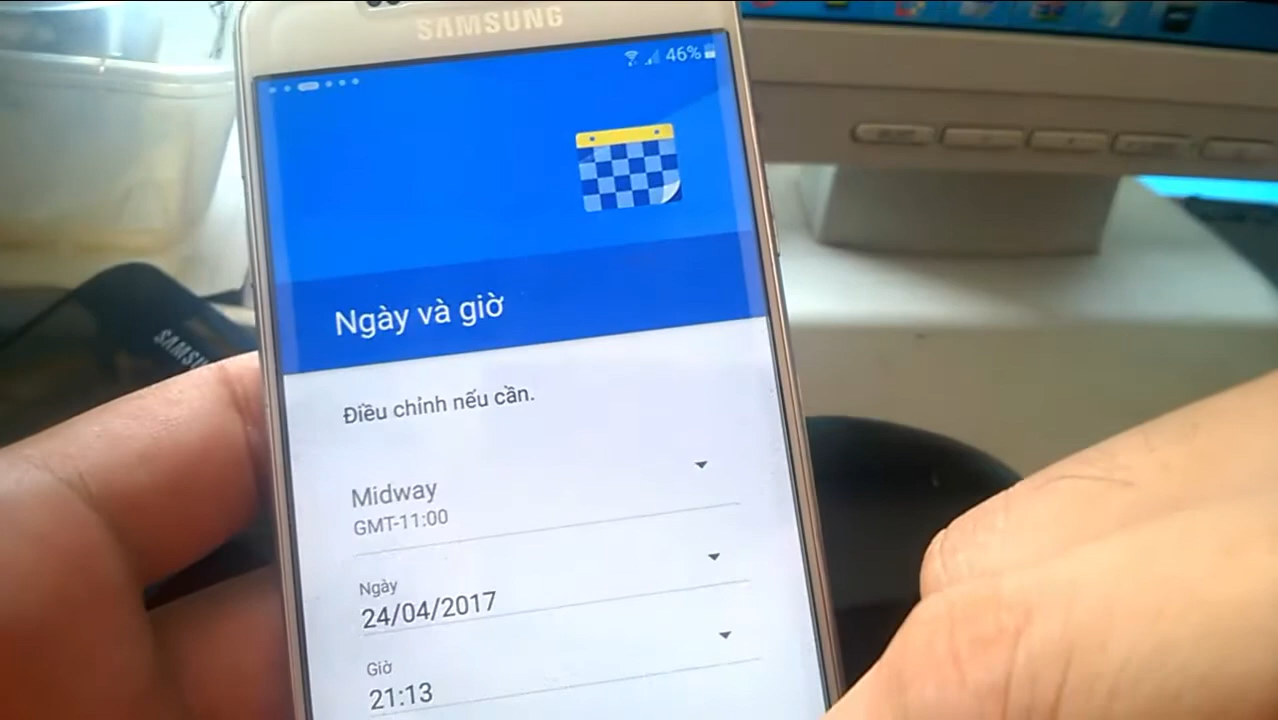 SAMSUNG
46%
Ngày và giờ
SAMSU
Điều chỉnh nếu cần.
Midway
GMT-11:00
Ngày
24/04/2017
Giờ
21:13